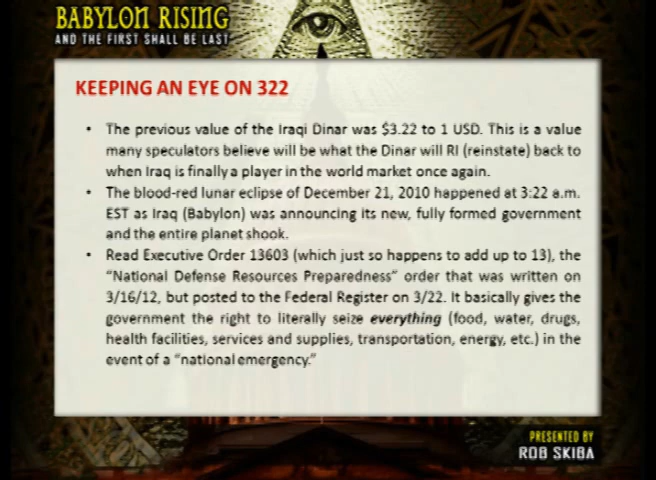 BABYLON RISING
AND THE FIRST SHALL BE LAST
KEEPING AN EYE ON 322
• The previous value of the Iraqi Dinar was $3.22 to 1 USD. This is a value
many speculators believe will be what the Dinar will RI (reinstate) back to
when Iraq is finally a player in the world market once again.
• The blood-red lunar eclipse of December 21, 2010 happened at 3:22 a.m.
EST as Iraq (Babylon) was announcing its new, fully formed government
and the entire planet shook.
• Read Executive Order 13603 (which just so happens to add up to 13), the
"National Defense Resources Preparedness" order that was written on
3/16/12, but posted to the Federal Register on 3/22. It basically gives the
government the right to literally seize everything (food, water, drugs,
health facilities, services and supplies, transportation, energy, etc.) in the
event of a "national emergency."
PRESENTED BY
ROB SKIBA